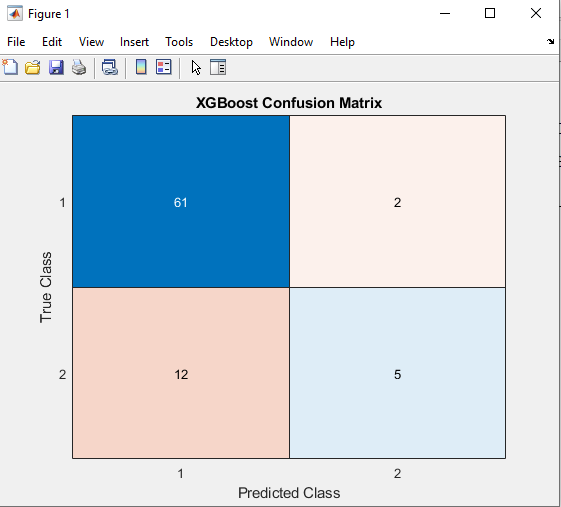 Figure 1
File Edit View Insert Tools Desktop Window Help
XGBoost Confusion Matrix
1
61
2
True Class
2
12
5
1
2
Predicted Class